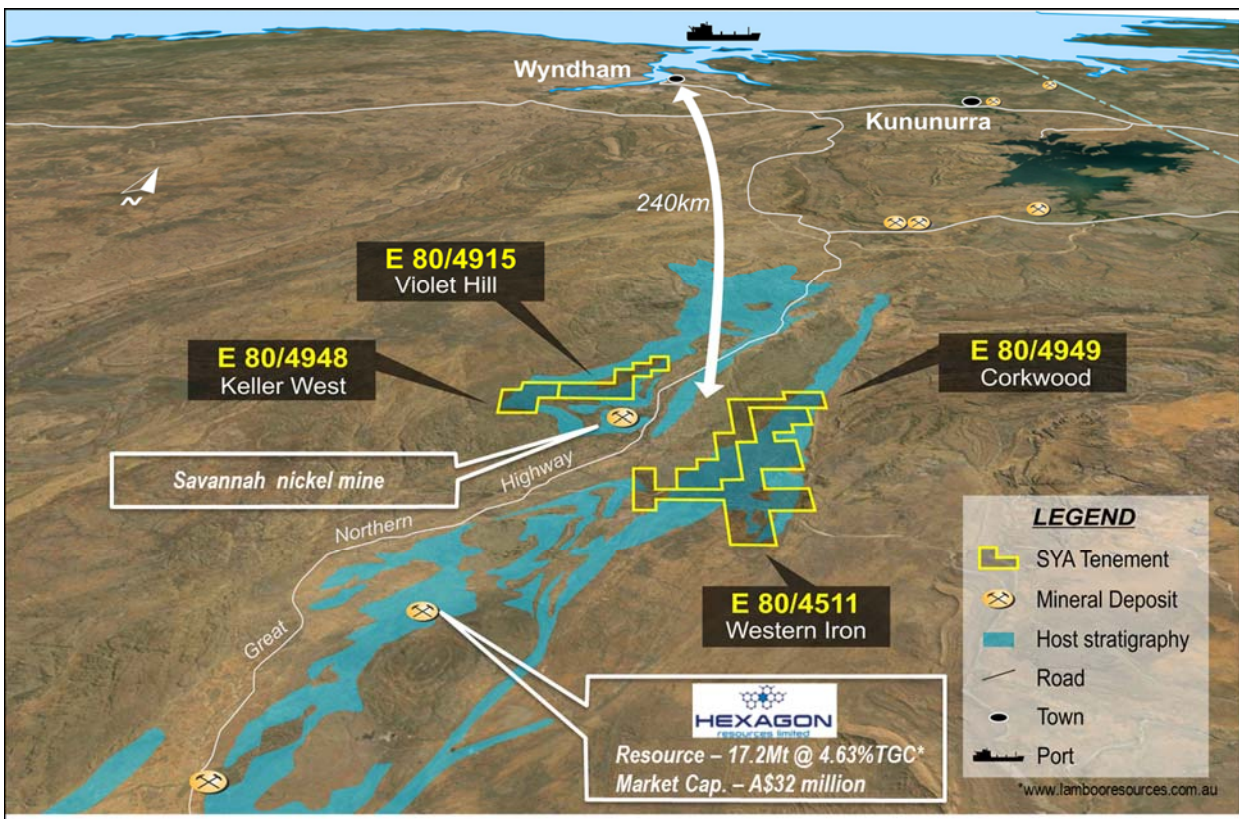 Wyndham
Kununurra
N
240km
E 80/4915
Violet Hill
E 80/4948
Keller West
E 80/4949
Corkwood
Savannah nickel mine
Great Northern Highway
E 80/4511
Western Iron
HEXAGON
resources limited
Resource – 17.2Mt @ 4.63%TGC*
Market Cap. – A$32 million
LEGEND
SYA Tenement
Mineral Deposit
Host stratigraphy
Road
Town
Port
*www.lambooresources.com.au